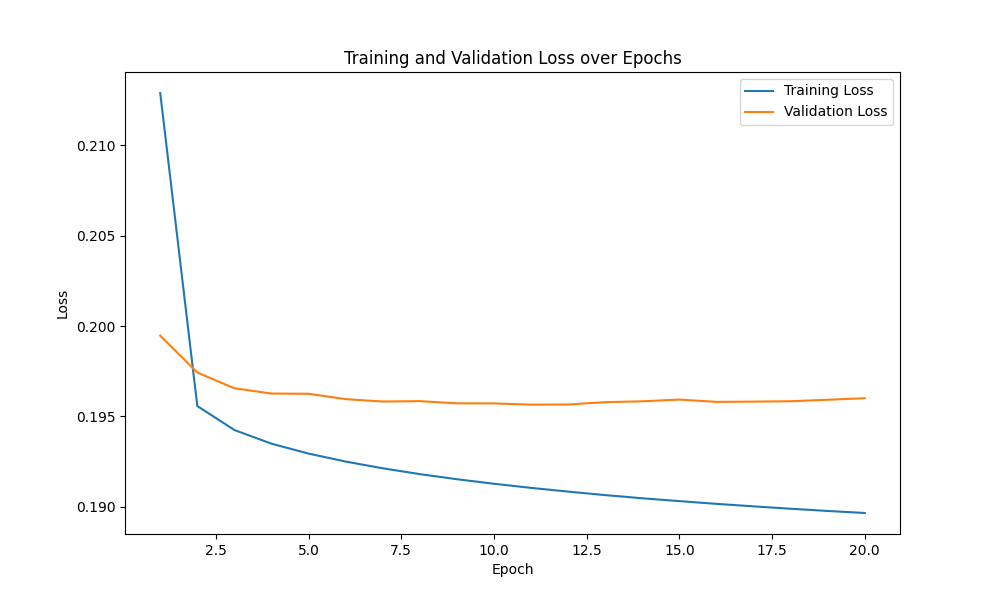 Training and Validation Loss over Epochs
Training Loss
Validation Loss
Loss
0.210
0.205
0.200
0.195
0.190
2.5 5.0 7.5 10.0 12.5 15.0 17.5 20.0
Epoch